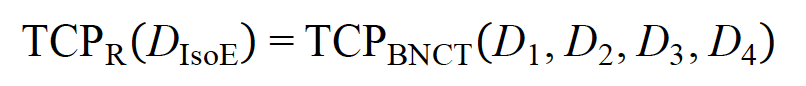 TCP_R(D_IsoE) = TCP_BNCT(D_1, D_2, D_3, D_4)